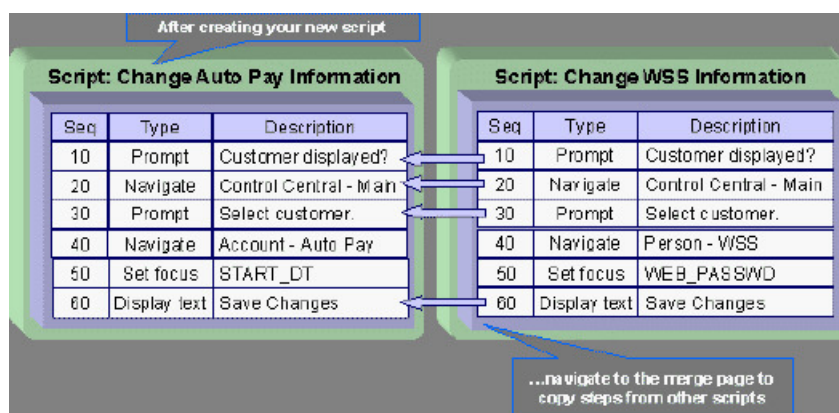 After creating your new script
Script: Change Auto Pay Information
Seq Type Description
10 Prompt Customer displayed?
20 Navigate Control Central - Main
30 Prompt Select customer.
40 Navigate Account - Auto Pay
50 Set focus START_DT
60 Display text Save Changes
Script: Change WSS Information
Seq Type Description
10 Prompt Customer displayed?
20 Navigate Control Central - Main
30 Prompt Select customer.
40 Navigate Person - WSS
50 Set focus WEB_PASSWD
60 Display text Save Changes
...navigate to the merge page to
copy steps from other scripts